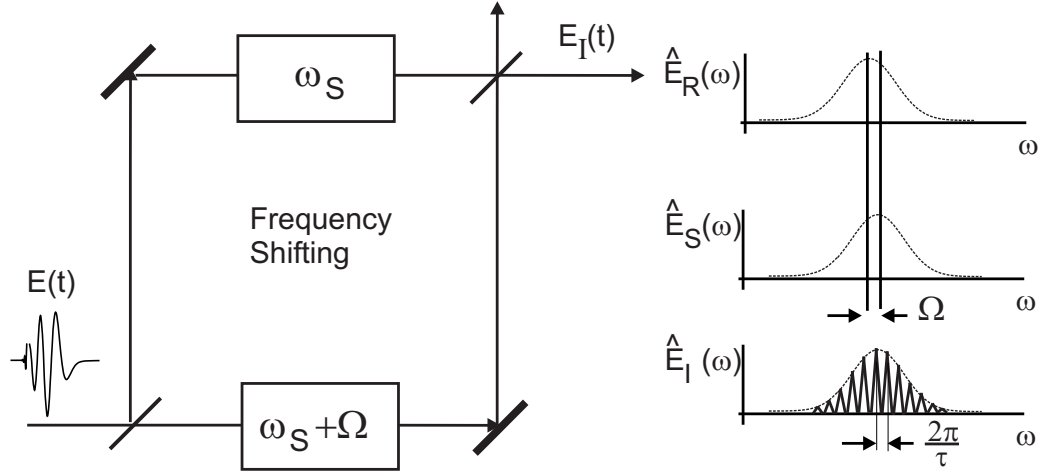 E(t)
ω_S
Frequency
Shifting
ω_S+Ω
E_I(t)
Ê_R(ω)
ω
Ê_S(ω)
ω
Ω
Ê_I (ω)
ω
2π
τ